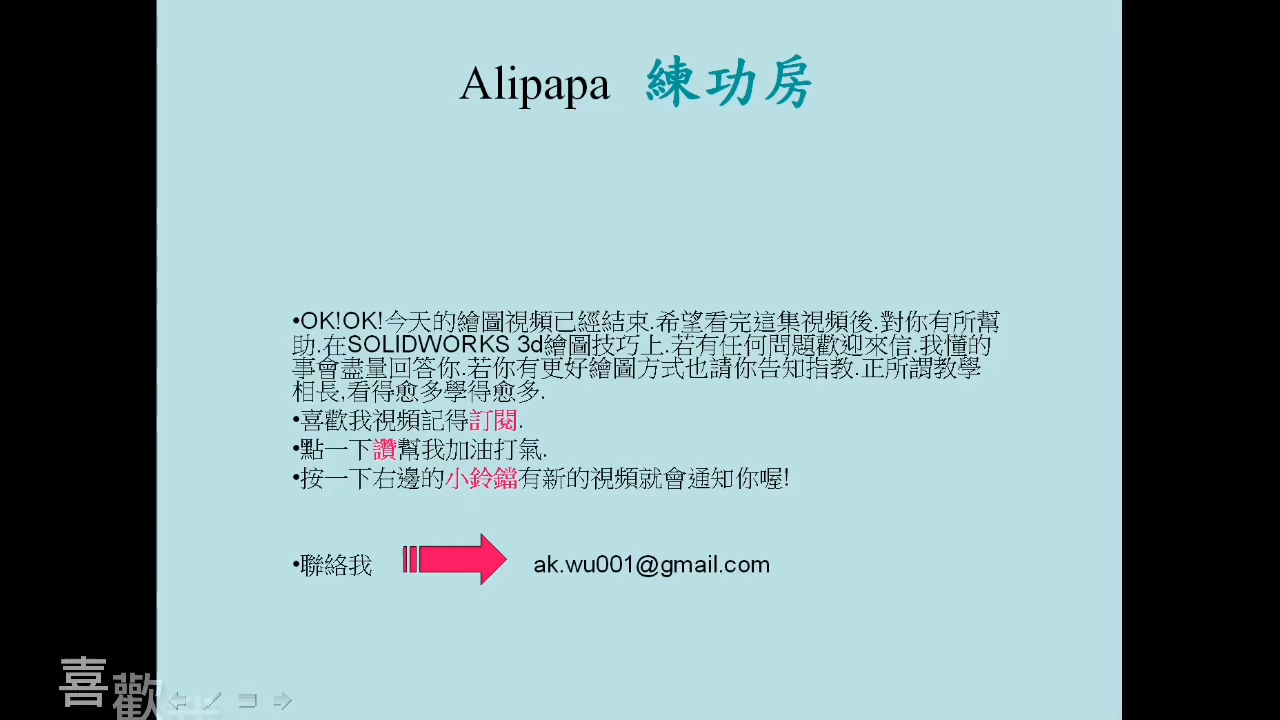 Alipapa 練功房
•OK!OK!今天的繪圖視頻已經結束.希望看完這集視頻後.對你有所幫
助.在SOLIDWORKS 3d繪圖技巧上.若有任何問題歡迎來信.我懂的
事會盡量回答你.若你有更好繪圖方式也請你告知指教.正所謂教學
相長,看得愈多學得愈多.
•喜歡我視頻記得訂閱.
•點一下讚幫我加油打氣.
•按一下右邊的小鈴鐺有新的視頻就會通知你喔!
•聯絡我 ak.wu001@gmail.com
喜歡